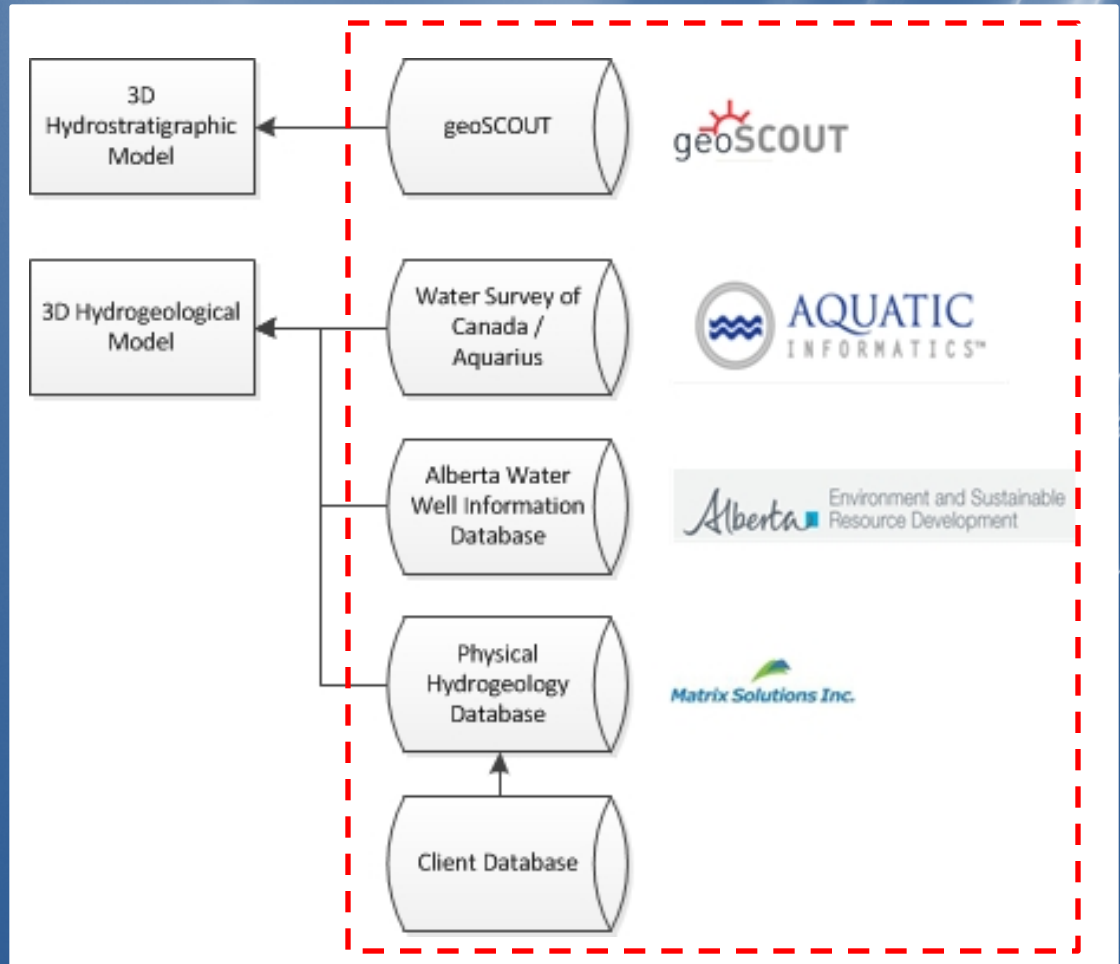 3D
Hydrostratigraphic
Model
geoSCOUT
geoSCOUT
3D Hydrogeological
Model
Water Survey of
Canada /
Aquarius
AQUATIC
INFORMATICS™
Alberta Water
Well Information
Database
Alberta
Environment and Sustainable
Resource Development
Physical
Hydrogeology
Database
Matrix Solutions Inc.
Client Database